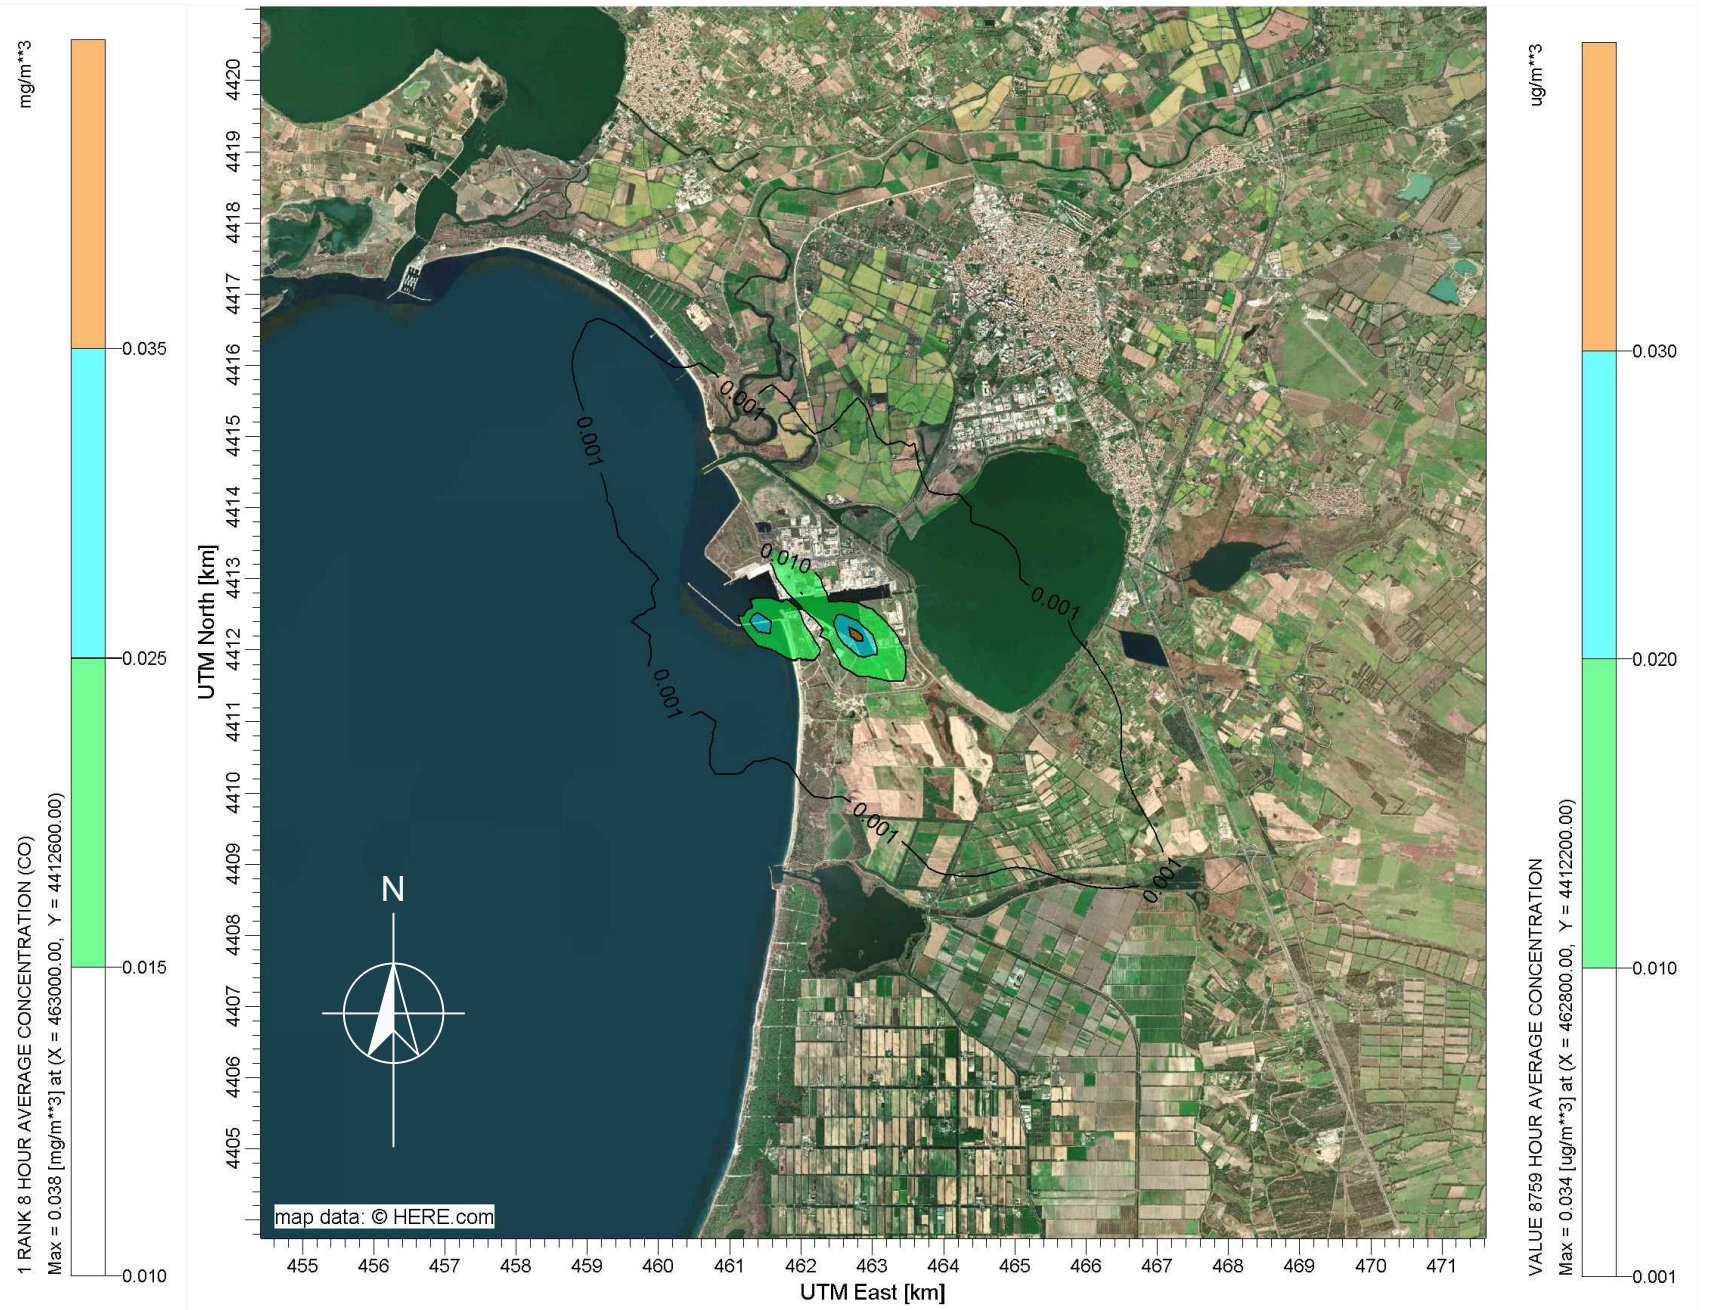 mg/m**3
0.035
0.025
0.015
0.010
1 RANK 8 HOUR AVERAGE CONCENTRATION (CO)
Max = 0.038 [mg/m**3] at (X = 463000.00, Y = 4412600.00)
UTM North [km]
4420
4419
4418
4417
4416
4415
4414
4413
4412
4411
4410
4409
4408
4407
4406
4405
0.001
0.001
0.010
0.001
0.001
0.001
0.001
N
map data: © HERE.com
455 456 457 458 459 460 461 462 463 464 465 466 467 468 469 470 471
UTM East [km]
ug/m**3
0.030
0.020
0.010
0.001
VALUE 8759 HOUR AVERAGE CONCENTRATION
Max = 0.034 [ug/m**3] at (X = 462800.00, Y = 4412200.00)